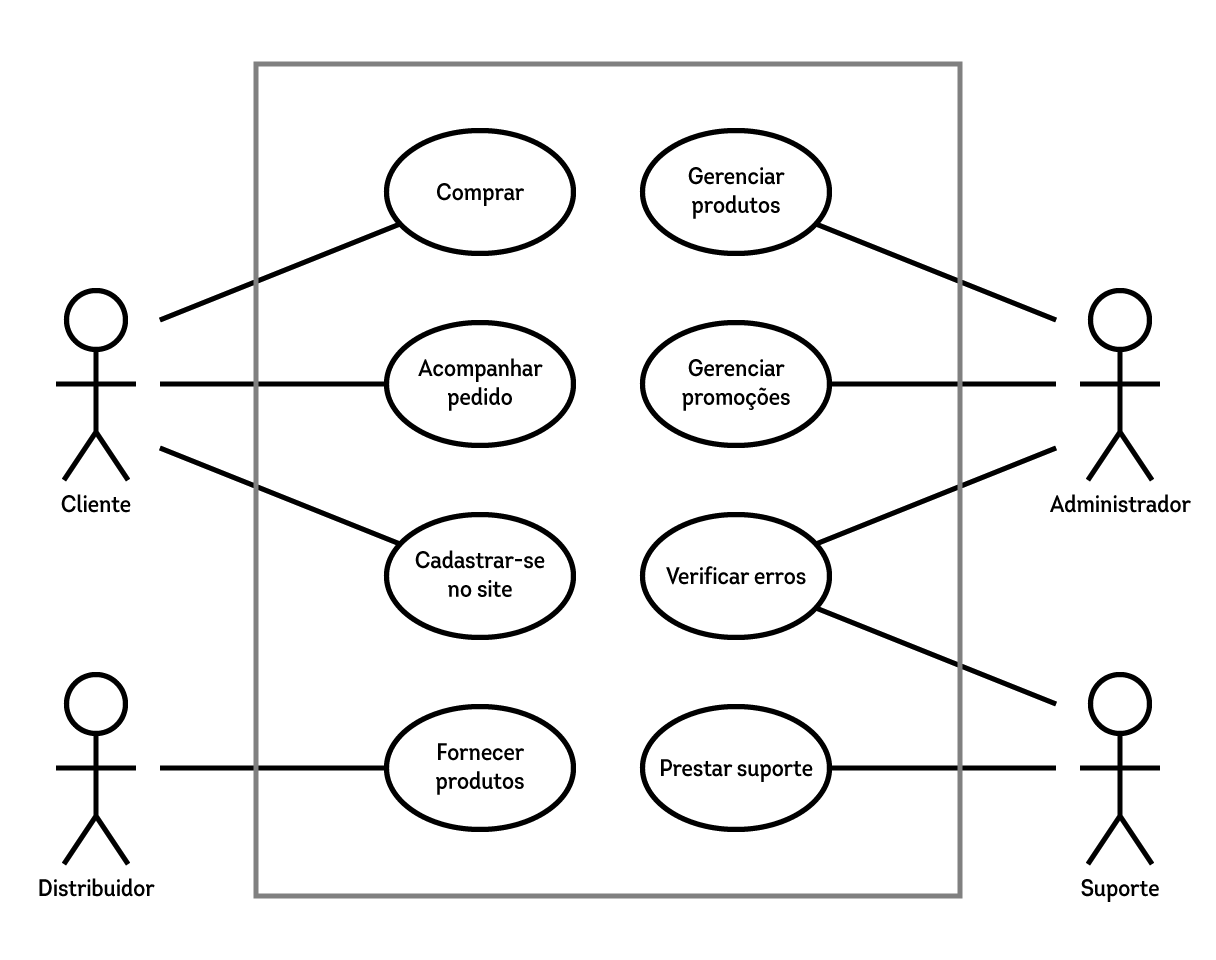 Comprar
Gerenciar
produtos
Acompanhar
pedido
Gerenciar
promoções
Cliente
Administrador
Cadastrar-se
no site
Verificar erros
Fornecer
produtos
Prestar suporte
Distribuidor
Suporte